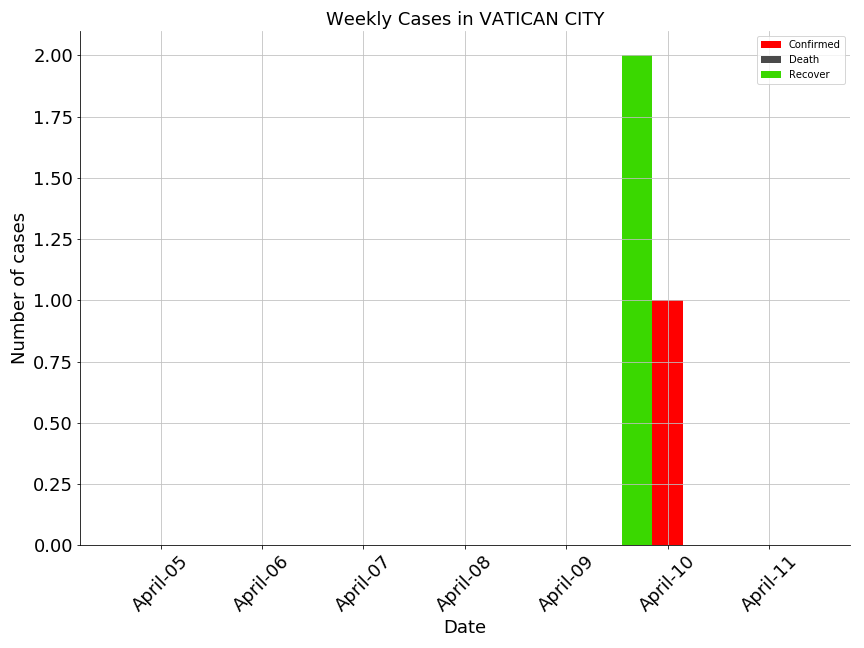 Weekly Cases in VATICAN CITY
Confirmed
Death
Recover
Number of cases
2.00
1.75
1.50
1.25
1.00
0.75
0.50
0.25
0.00
April-05
April-06
April-07
April-08
April-09
April-10
April-11
Date